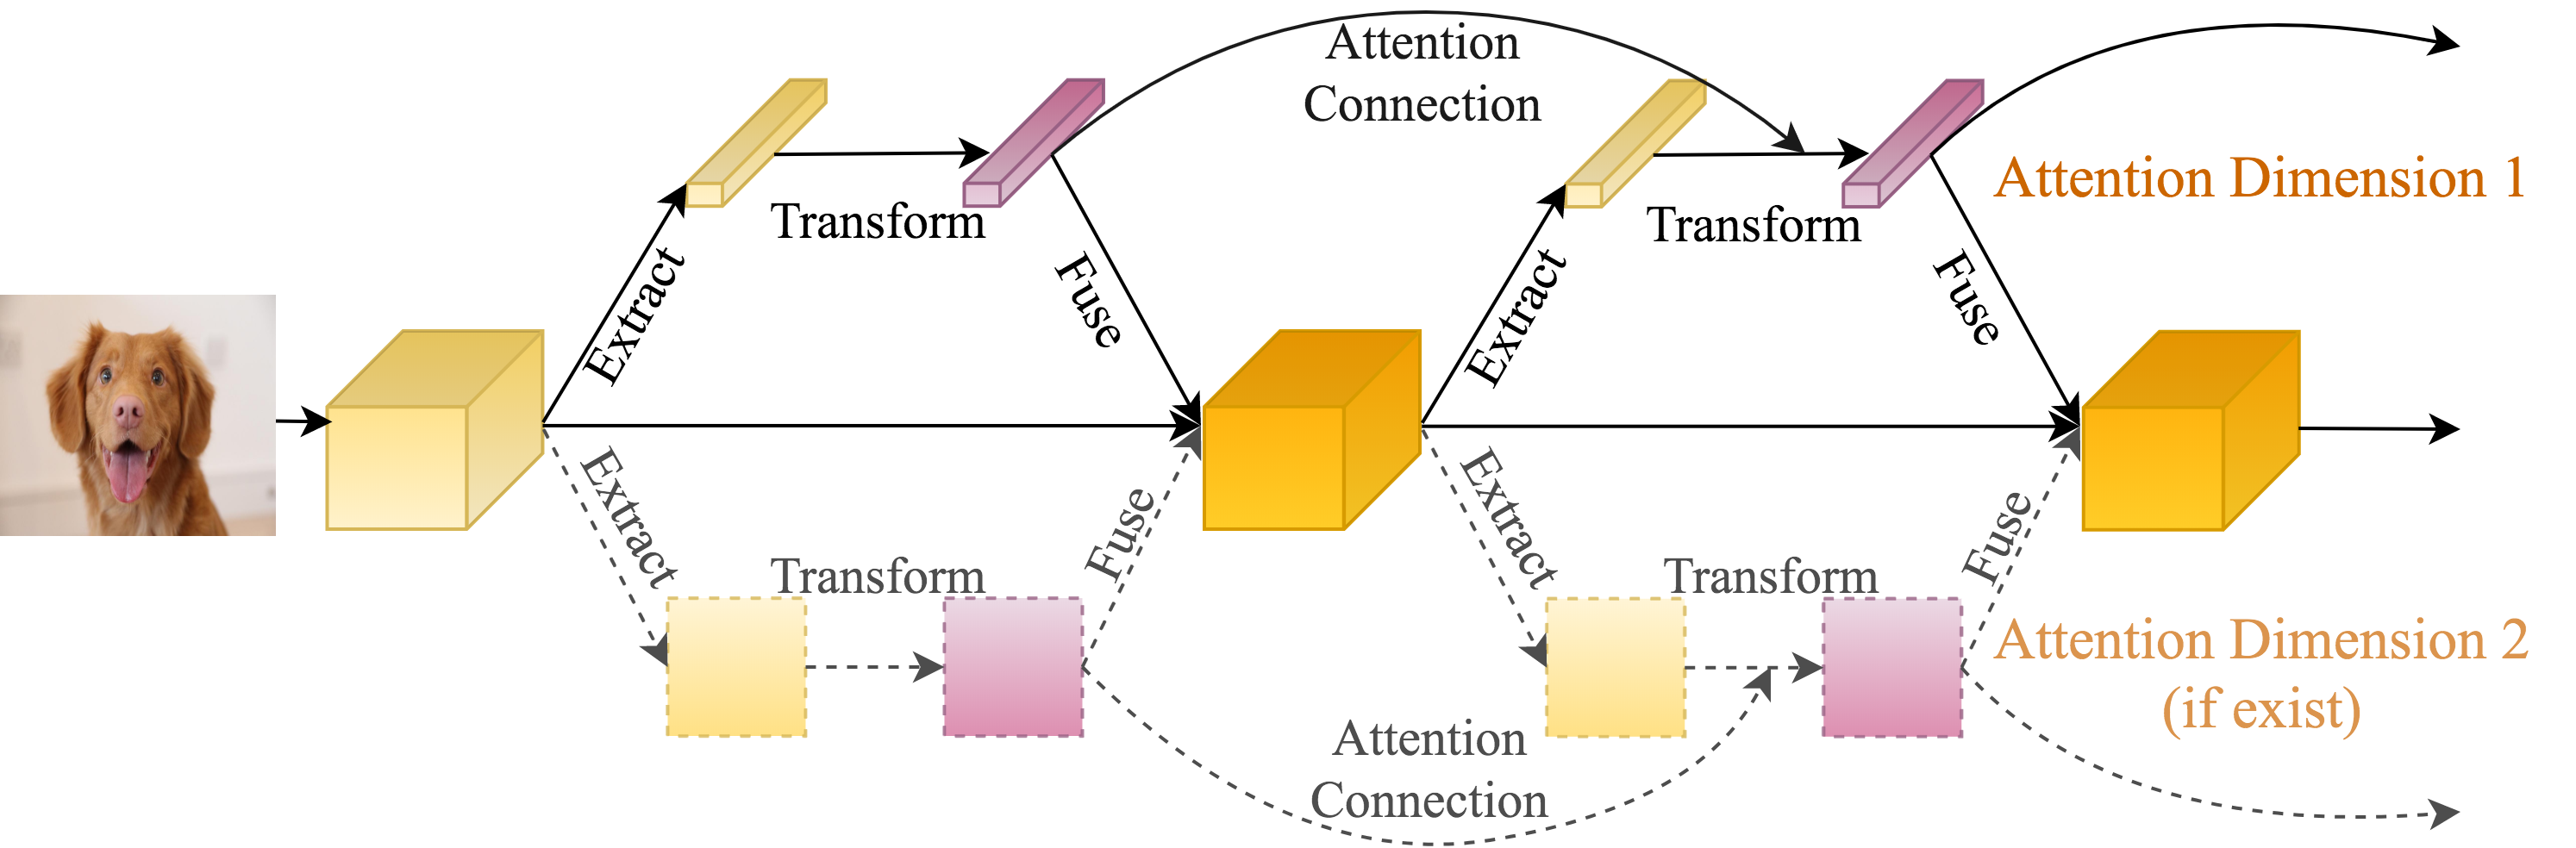 Attention
Connection
Transform
Transform
Attention Dimension 1
Extract
Fuse
Extract
Fuse
Extract
Fuse
Extract
Fuse
Transform
Transform
Attention Dimension 2
(if exist)
Attention
Connection